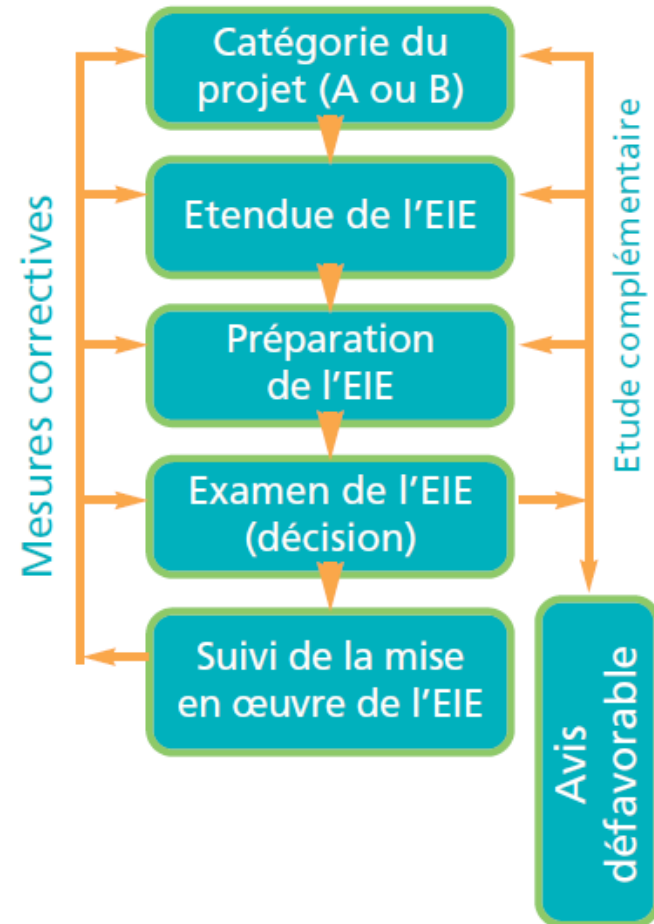 Catégorie du
projet (A ou B)
Etendue de l'EIE
Préparation
de l'EIE
Examen de l'EIE
(décision)
Suivi de la mise
en œuvre de l'EIE
Mesures correctives
Etude complémentaire
Avis
défavorable